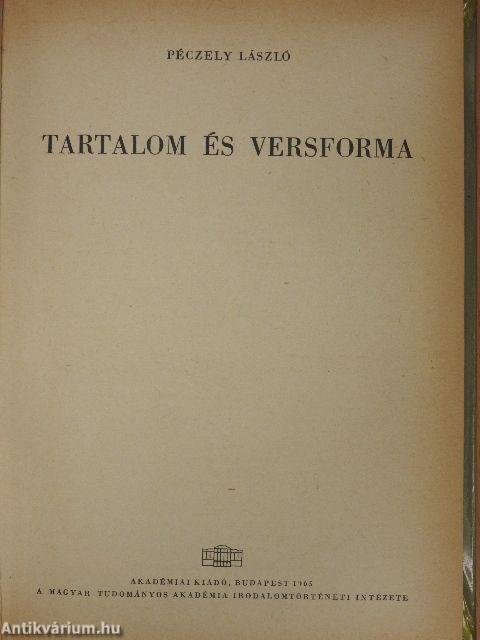 PÉCZELY LÁSZLÓ
TARTALOM ÉS VERSFORMA
AKADÉMIAI KIADÓ, BUDAPEST 1965
A MAGYAR TUDOMÁNYOS AKADÉMIA IRODALOMTÖRTÉNETI INTÉZETE
Antikvárium.hu